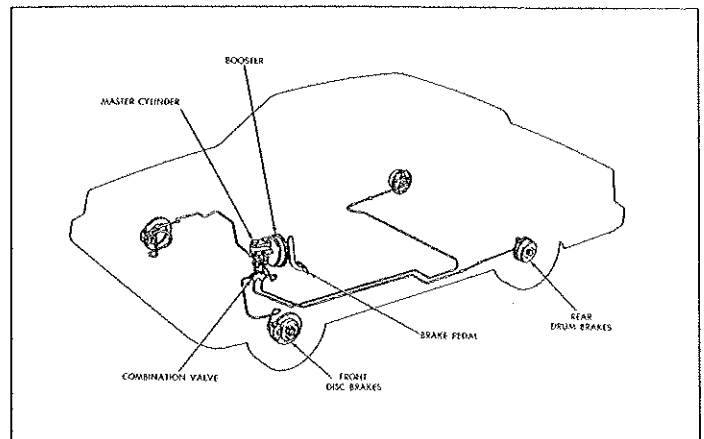 BOOSTER
MASTER CYLINDER
REAR
DRUM BRAKES
BRAKE PEDAL
FRONT
DISC BRAKES
COMBINATION VALVE